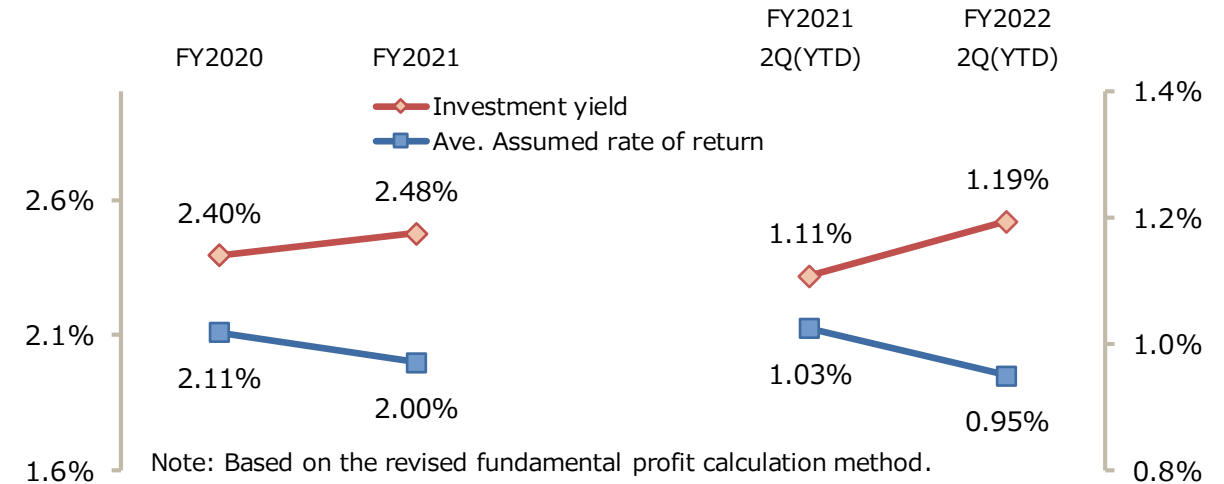 FY2020
FY2021
FY2021
2Q(YTD)
FY2022
2Q(YTD)
Investment yield
Ave. Assumed rate of return
2.6%
2.1%
1.6%
2.40%
2.48%
2.11%
2.00%
1.11%
1.19%
1.03%
0.95%
1.4%
1.2%
1.0%
0.8%
Note: Based on the revised fundamental profit calculation method.